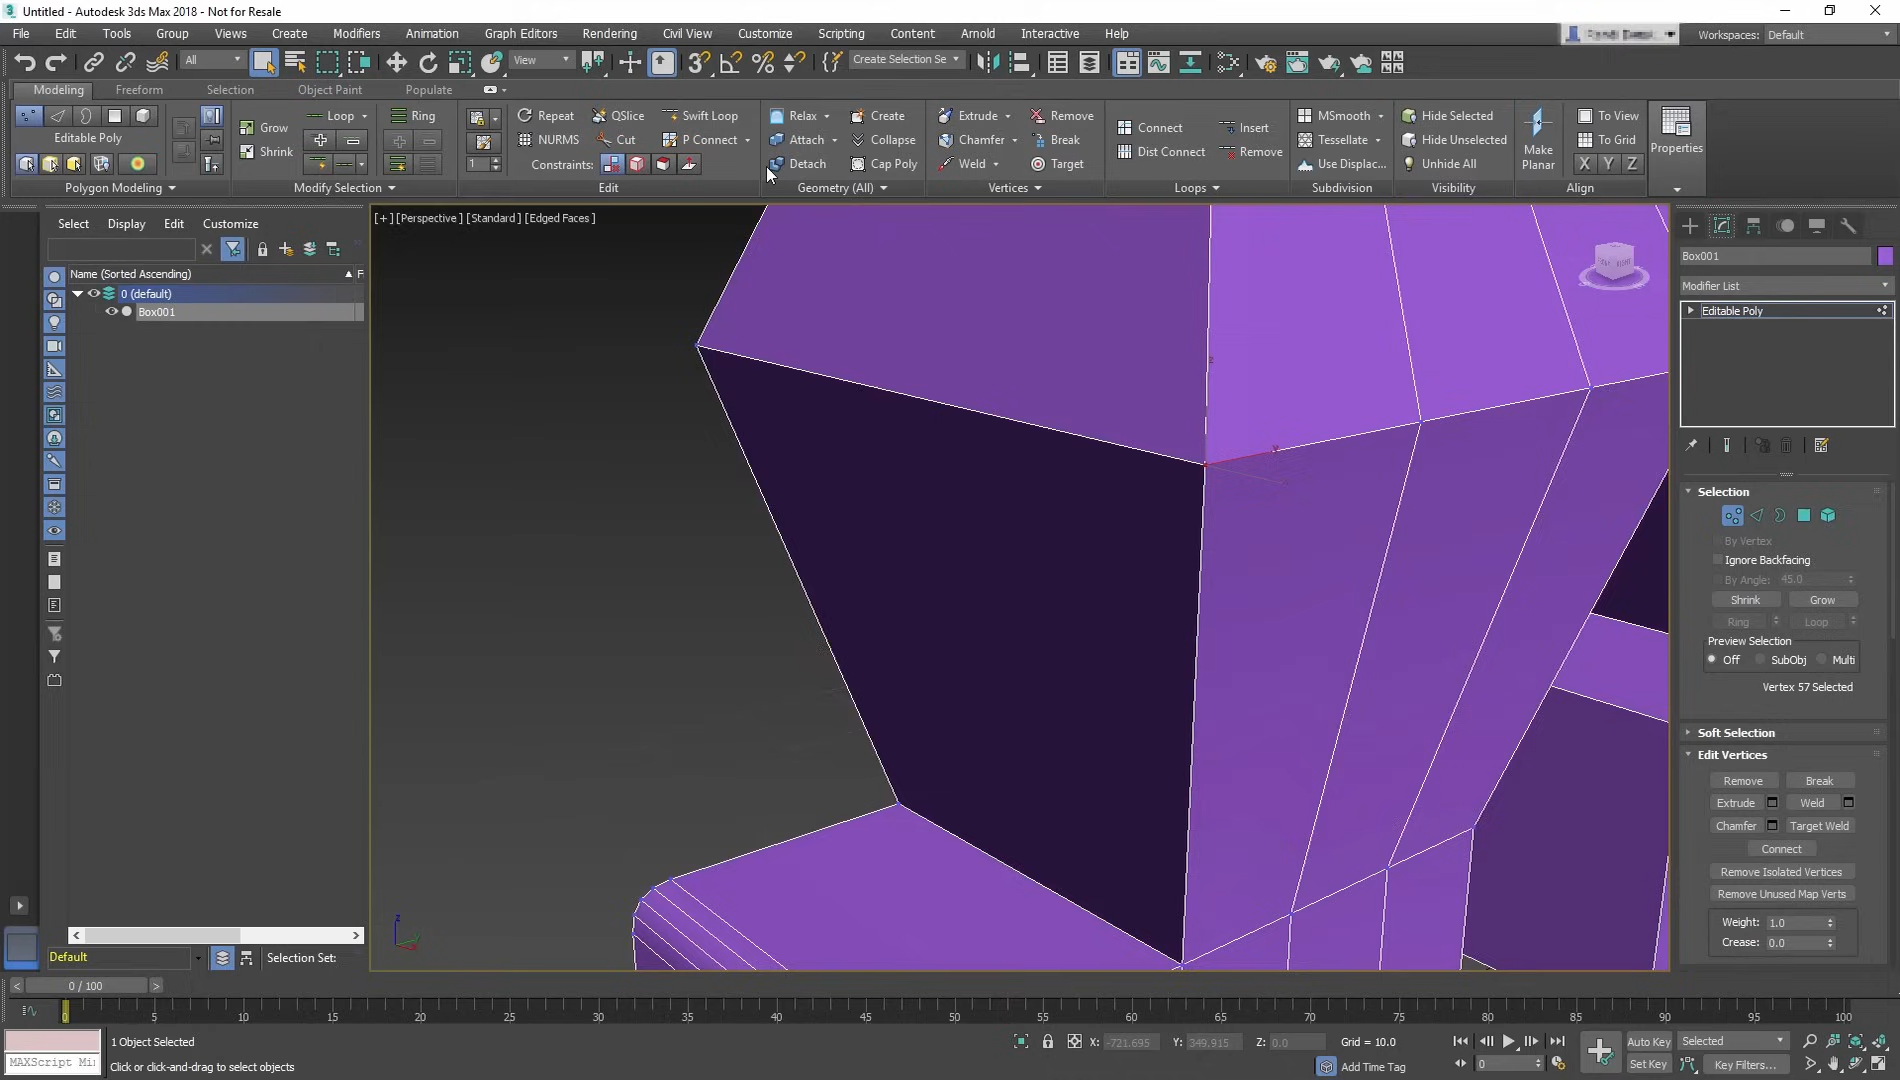 Untitled - Autodesk 3ds Max 2018 - Not for Resale
File Edit Tools Group Views Create Modifiers Animation Graph Editors Rendering Civil View Customize Scripting Content Arnold Interactive Help
Workspaces: Default
All View Create Selection Se
Modeling Freeform Selection Object Paint Populate
Loop Ring Repeat QSlice Swift Loop Relax Create Extrude Remove MSmooth Hide Selected To View
Editable Poly Grow NURMS Cut P Connect Attach Collapse Chamfer Break Connect Insert Tessellate Hide Unselected Make To Grid Properties
Shrink 1 Constraints: Detach Cap Poly Weld Target Dist Connect Remove Use Displac... Unhide All Planar X Y Z
Polygon Modeling Modify Selection Edit Geometry (All) Vertices Loops Subdivision Visibility Align
Select Display Edit Customize
[+] [Perspective] [Standard] [Edged Faces]
Name (Sorted Ascending) F
0 (default)
Box001
Box001
Modifier List
Editable Poly
Selection
By Vertex
Ignore Backfacing
By Angle: 45.0
Shrink Grow
Ring Loop
Preview Selection
Off SubObj Multi
Vertex 57 Selected
Soft Selection
Edit Vertices
Remove Break
Extrude Weld
Chamfer Target Weld
Connect
Remove Isolated Vertices
Remove Unused Map Verts
Weight: 1.0
Crease: 0.0
Default Selection Set:
0 / 100
0 5 10 15 20 25 30 35 40 45 50 55 60 65 70 75 80 85 90 95 100
1 Object Selected X: -721.695 Y: 349.915 Z: 0.0 Grid = 10.0 Auto Key Selected
MAXScript Mi Click or click-and-drag to select objects Add Time Tag 0 Set Key Key Filters...